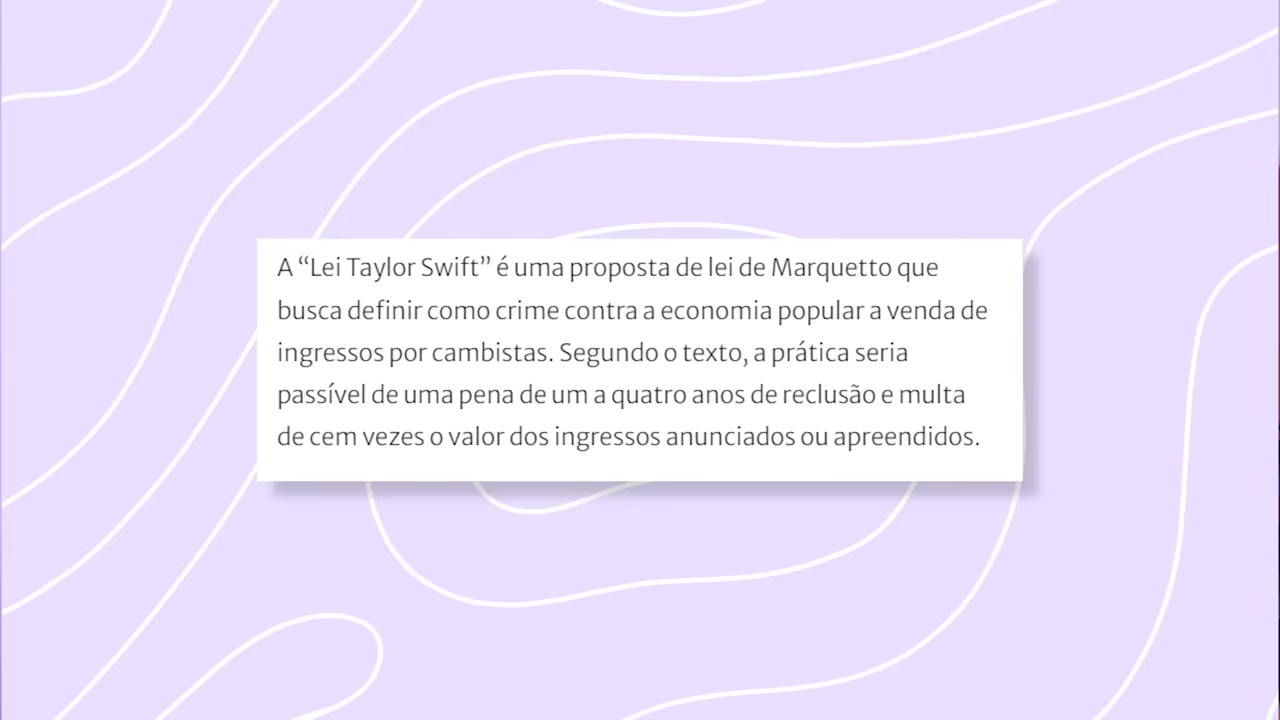 A “Lei Taylor Swift” é uma proposta de lei de Marquetto que
busca definir como crime contra a economia popular a venda de
ingressos por cambistas. Segundo o texto, a prática seria
passível de uma pena de um a quatro anos de reclusão e multa
de cem vezes o valor dos ingressos anunciados ou apreendidos.